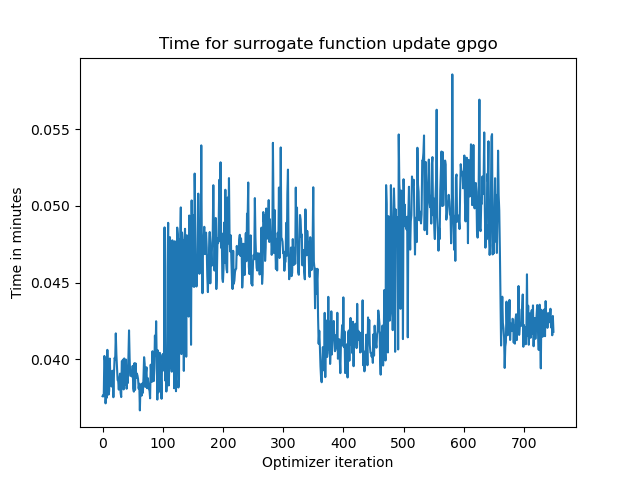 Time for surrogate function update gpgo
0.055
0.050
0.045
0.040
Time in minutes
0 100 200 300 400 500 600 700
Optimizer iteration